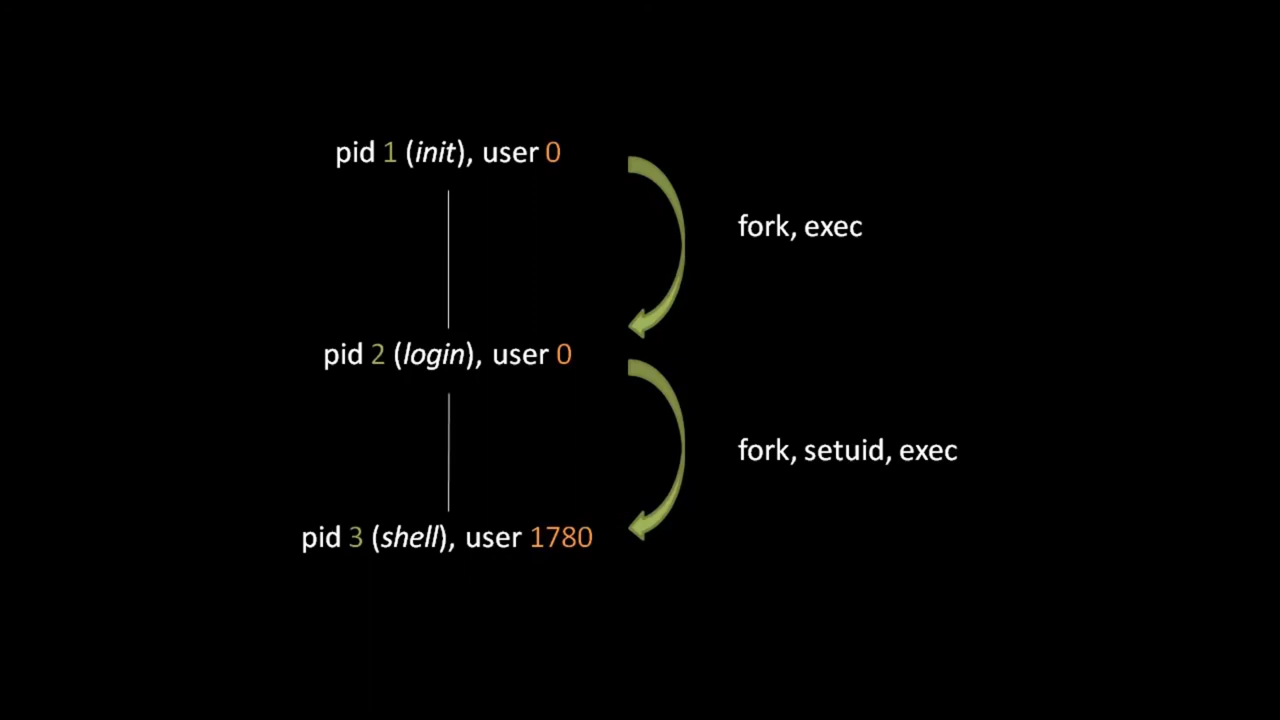 pid 1 (init), user 0
fork, exec
pid 2 (login), user 0
fork, setuid, exec
pid 3 (shell), user 1780